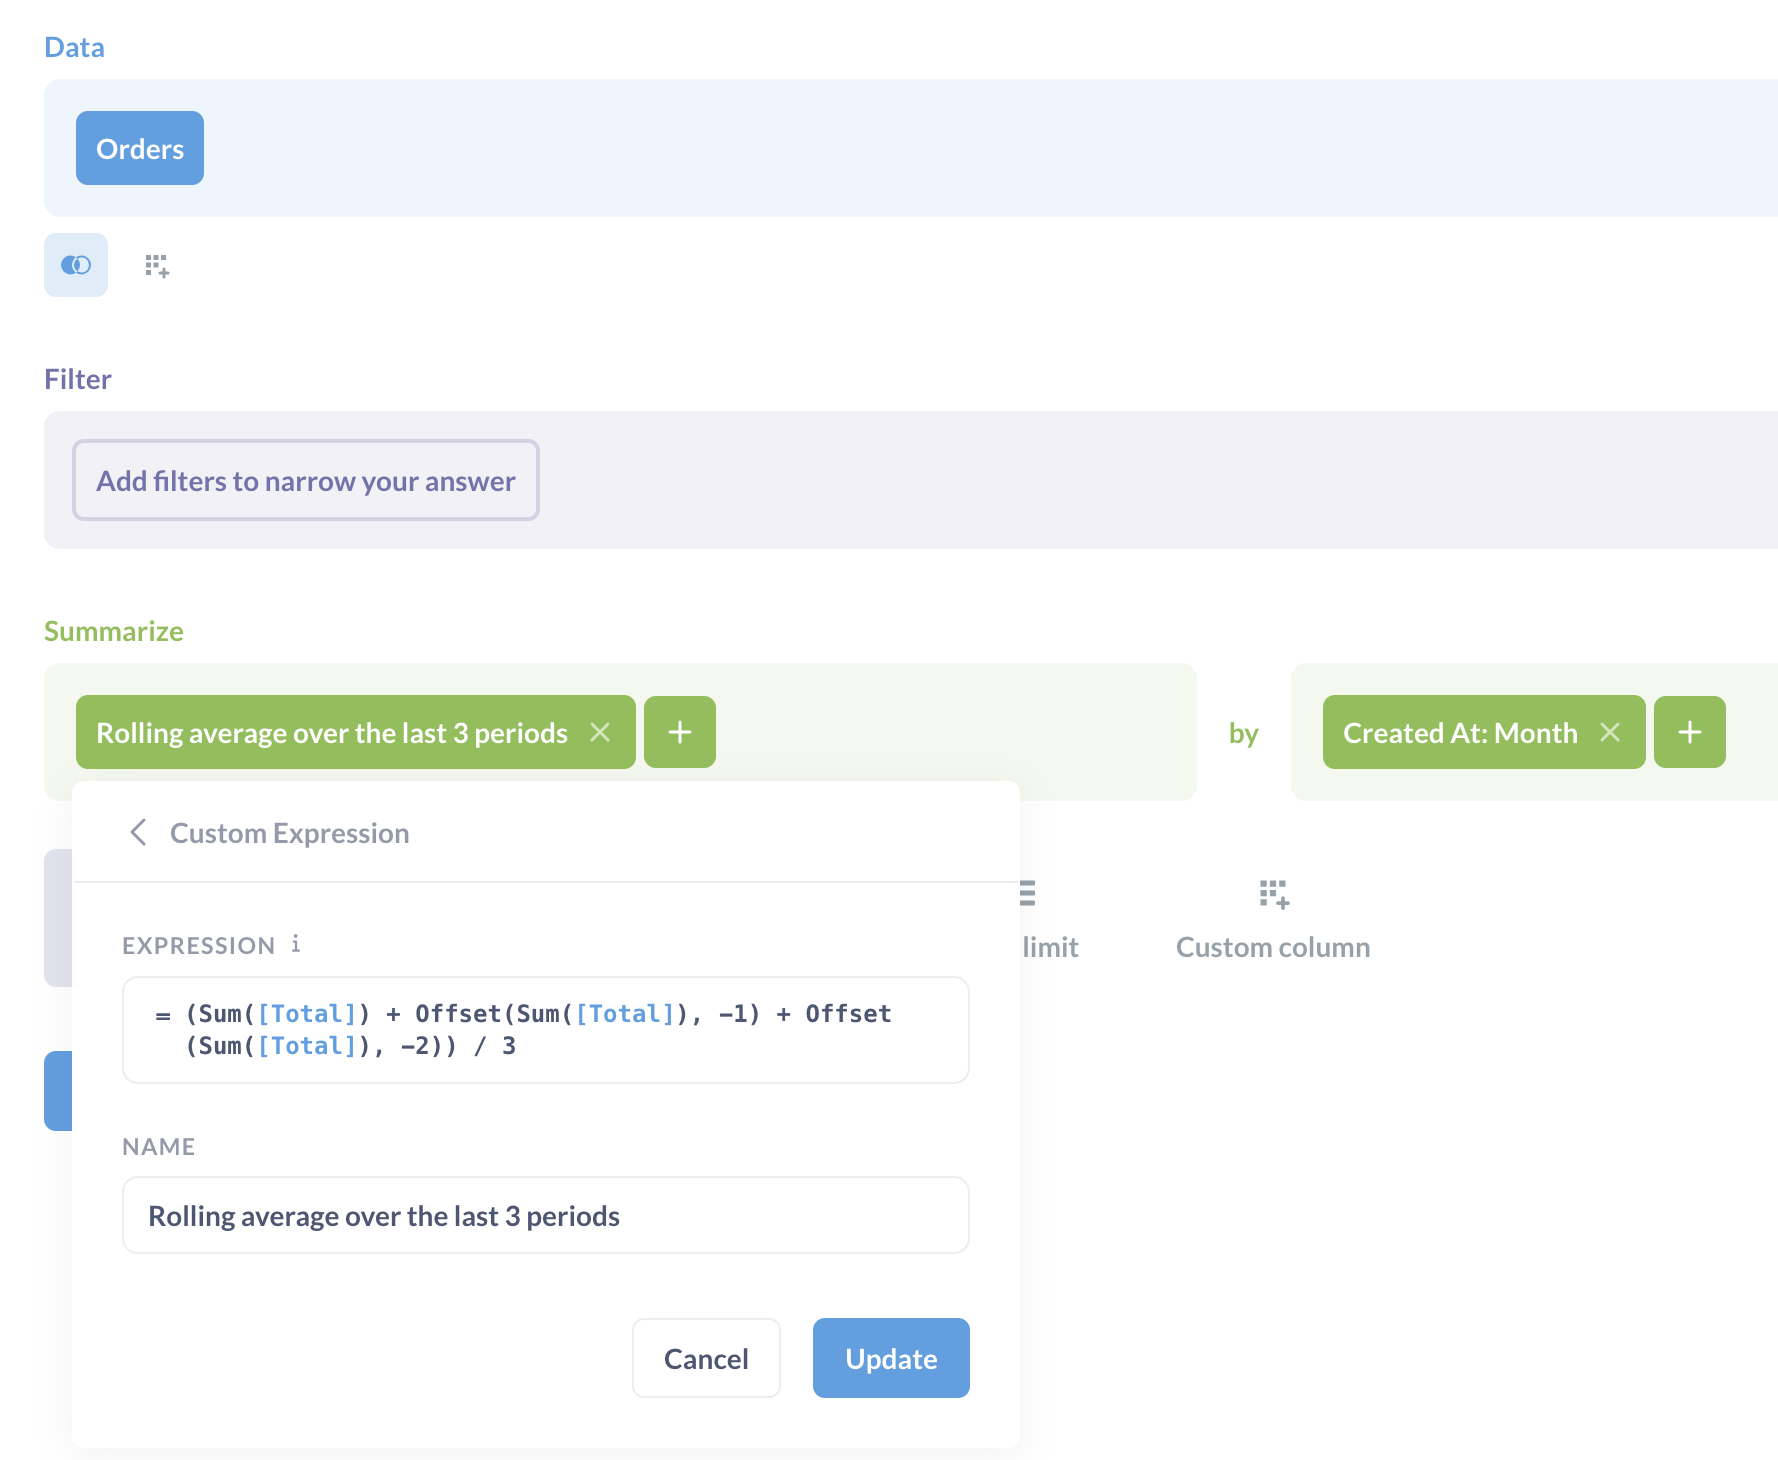 Data
Orders
Filter
Add filters to narrow your answer
Summarize
Rolling average over the last 3 periods
by
Created At: Month
Custom Expression
limit
Custom column
EXPRESSION i
= (Sum([Total]) + Offset(Sum([Total]), −1) + Offset
(Sum([Total]), −2)) / 3
NAME
Rolling average over the last 3 periods
Cancel
Update